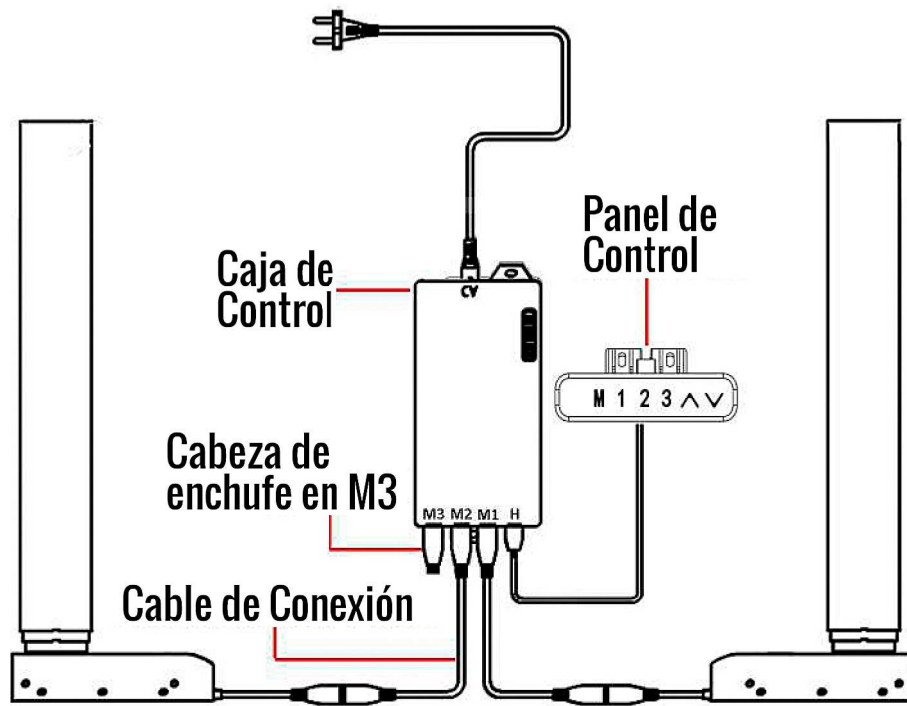 Panel de
Control
Caja de
Control
CA
M 1 2 3
Cabeza de
enchufe en M3
M3 M2 M1 H
Cable de Conexión